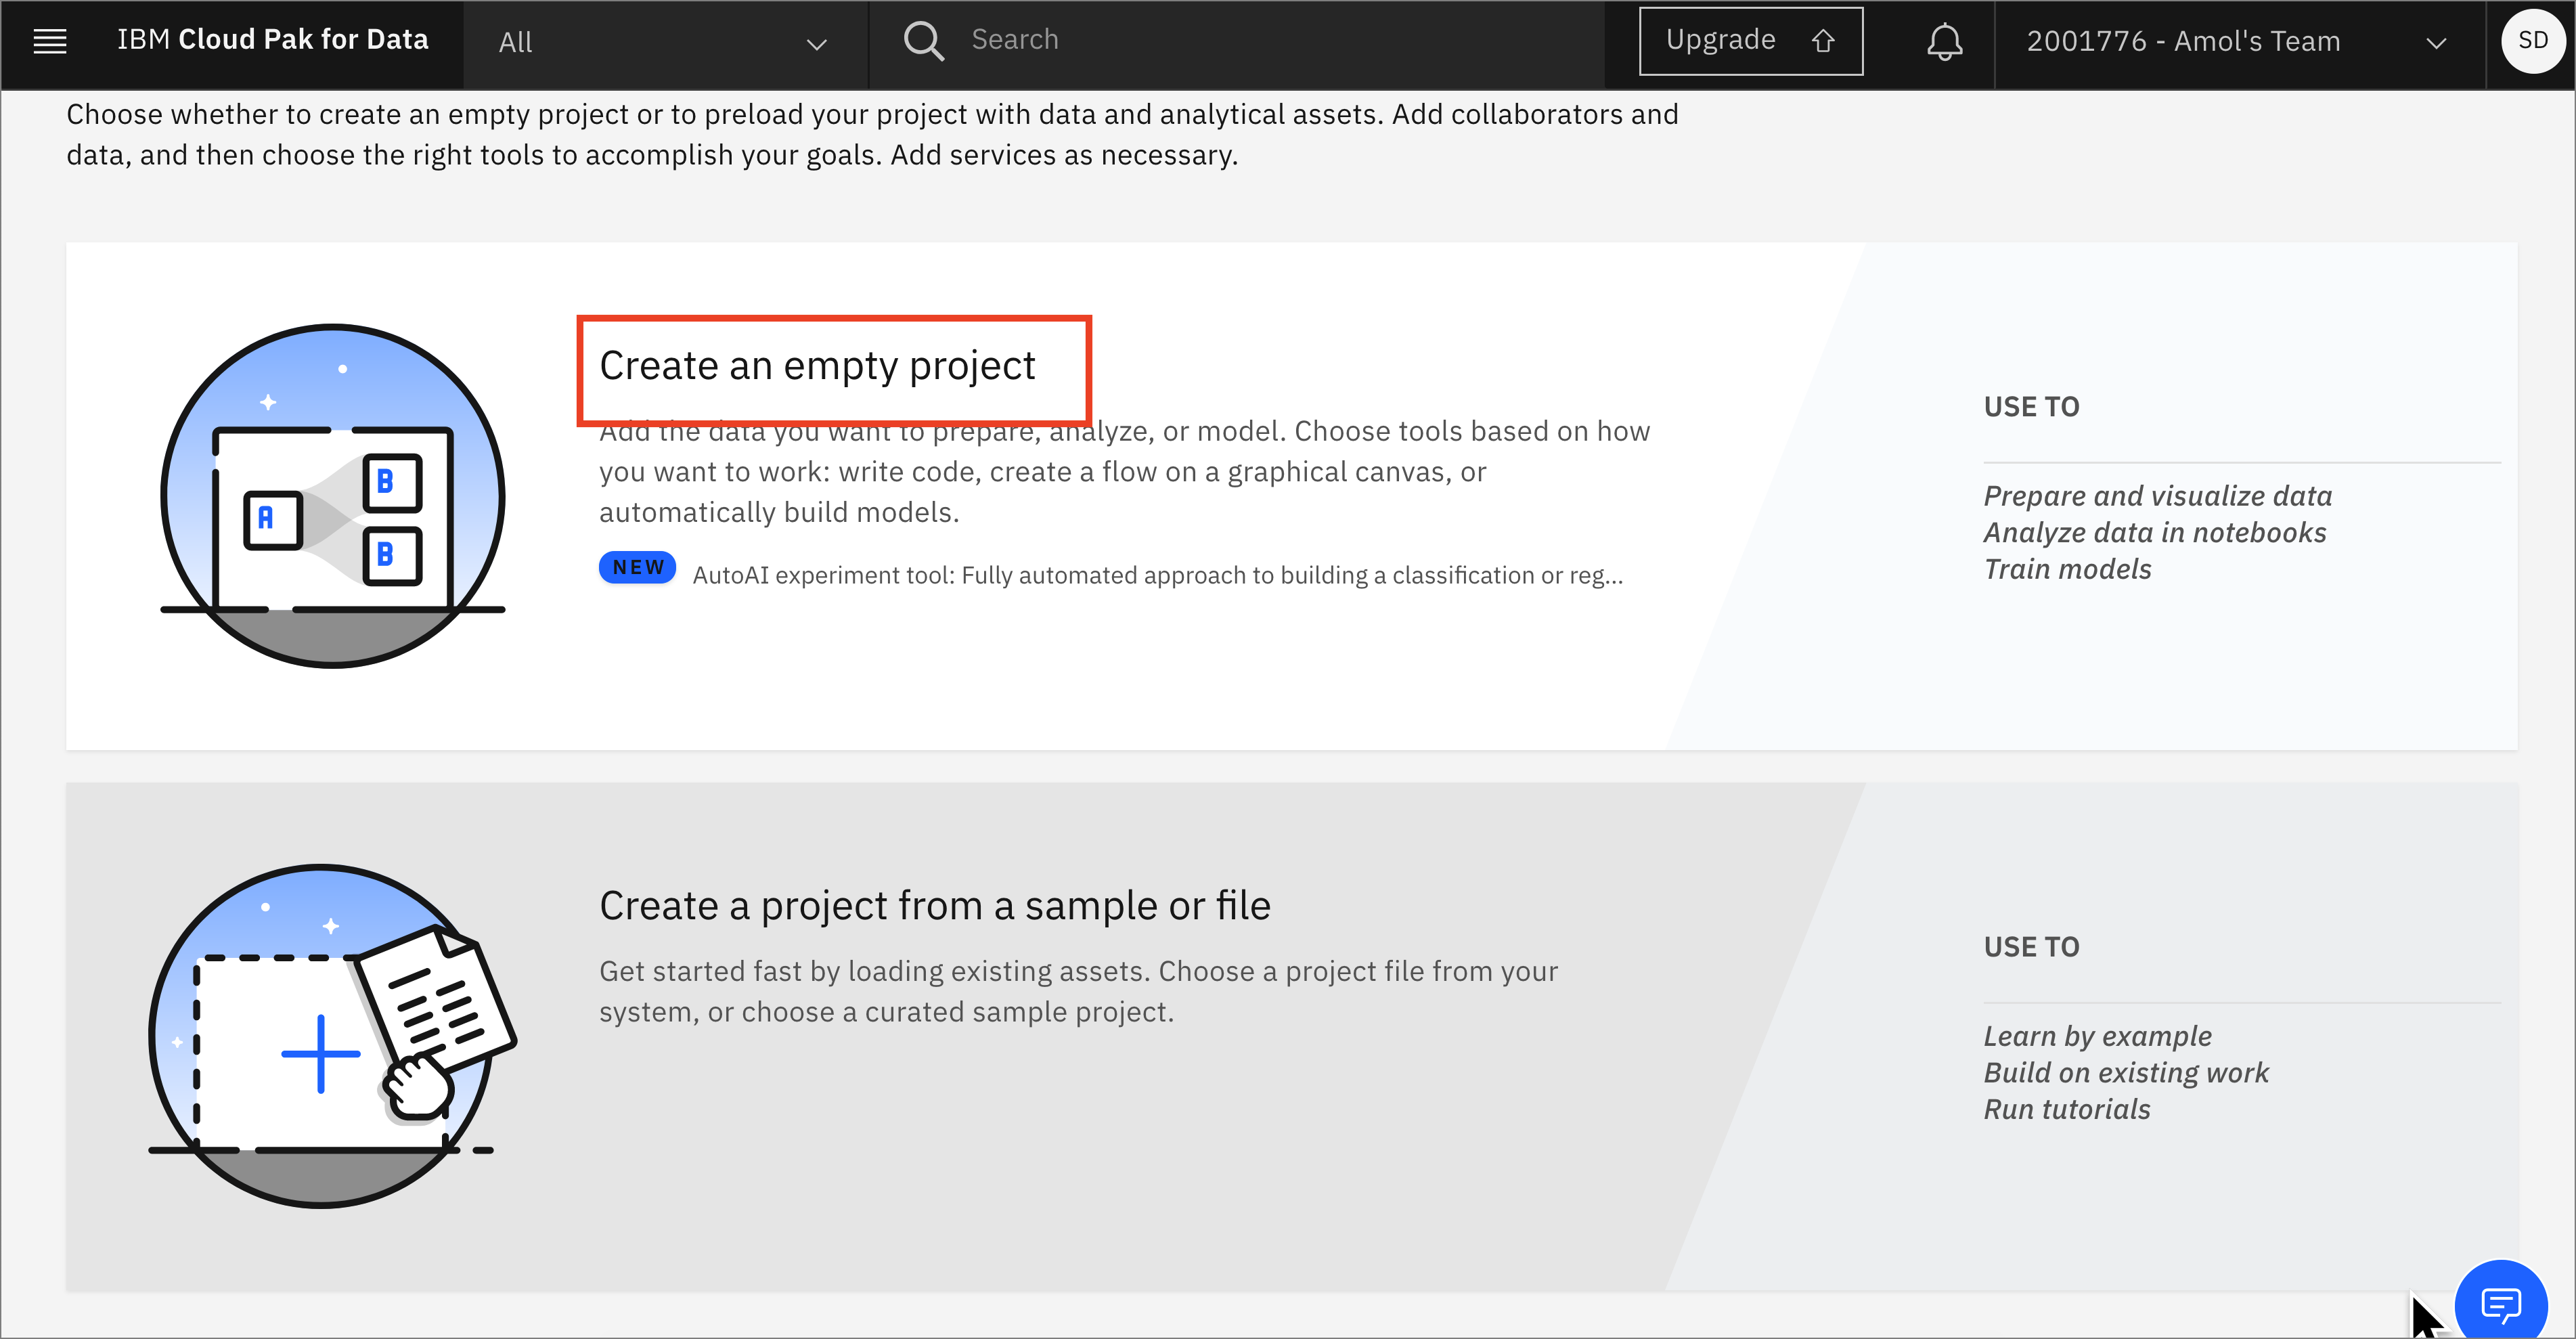 IBM Cloud Pak for Data
All
Search
Upgrade
2001776 - Amol's Team
SD
Choose whether to create an empty project or to preload your project with data and analytical assets. Add collaborators and
data, and then choose the right tools to accomplish your goals. Add services as necessary.
Create an empty project
Add the data you want to prepare, analyze, or model. Choose tools based on how
you want to work: write code, create a flow on a graphical canvas, or
automatically build models.
NEW AutoAI experiment tool: Fully automated approach to building a classification or reg...
A
B
B
USE TO
Prepare and visualize data
Analyze data in notebooks
Train models
Create a project from a sample or file
Get started fast by loading existing assets. Choose a project file from your
system, or choose a curated sample project.
USE TO
Learn by example
Build on existing work
Run tutorials